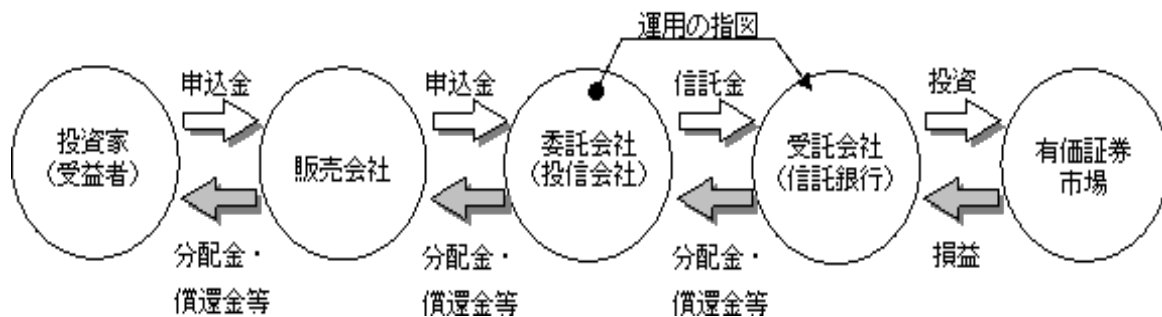 運用の指図
申込金
申込金
信託金
投資
投資家
(受益者)
販売会社
委託会社
(投信会社)
受託会社
(信託銀行)
有価証券
市場
分配金・
償還金等
分配金・
償還金等
分配金・
償還金等
損益